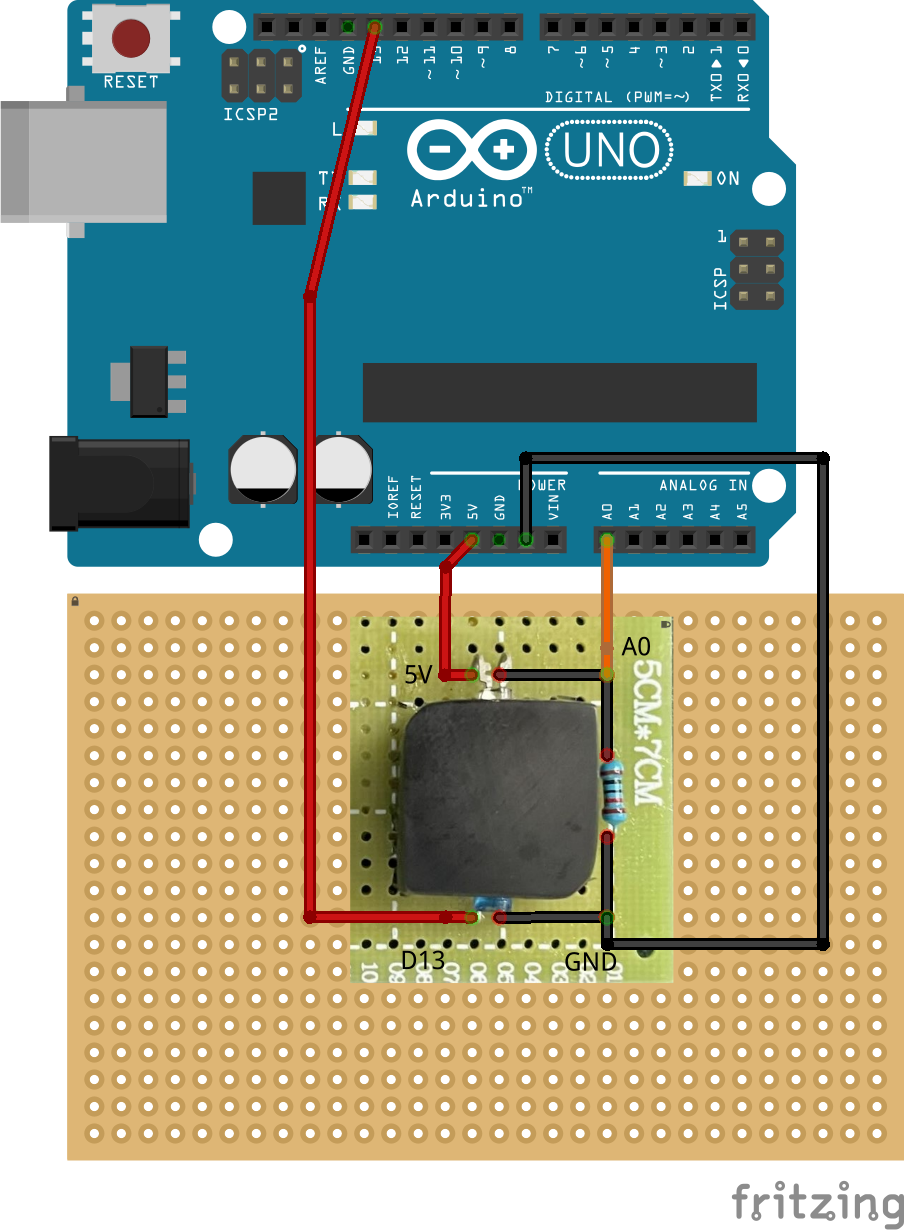 RESET
ICSP2
AREF
GND
13
12
~11
~10
~9
8
7
~6
~5
4
~3
2
TX0▶1
RX0◀0
DIGITAL (PWM=~)
L
TX
RX
Arduino™
UNO
ON
1
ICSP
IOREF
RESET
3V3
5V
GND
VIN
POWER
ANALOG IN
A0
A1
A2
A3
A4
A5
5V
A0
5CM*7CM
D13
GND
10
09
07
06
05
04
03
01
fritzing